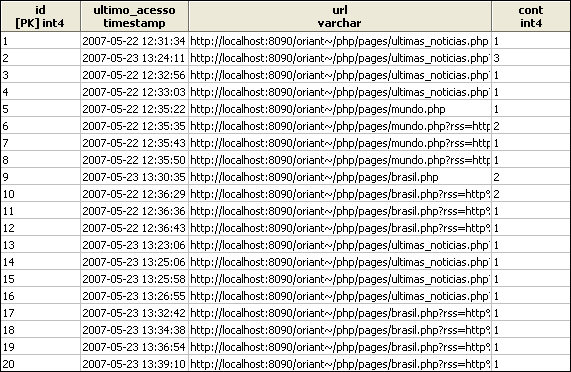 id ultimo_acesso url cont
[PK] int4 timestamp varchar int4
1 2007-05-22 12:31:34 http://localhost:8090/oriant~/php/pages/ultimas_noticias.php 1
2 2007-05-23 13:24:11 http://localhost:8090/oriant~/php/pages/ultimas_noticias.php? 3
3 2007-05-22 12:32:56 http://localhost:8090/oriant~/php/pages/ultimas_noticias.php? 1
4 2007-05-22 12:33:03 http://localhost:8090/oriant~/php/pages/ultimas_noticias.php? 1
5 2007-05-22 12:35:22 http://localhost:8090/oriant~/php/pages/mundo.php 1
6 2007-05-22 12:35:35 http://localhost:8090/oriant~/php/pages/mundo.php?rss=http 2
7 2007-05-22 12:35:43 http://localhost:8090/oriant~/php/pages/mundo.php?rss=http 1
8 2007-05-22 12:35:50 http://localhost:8090/oriant~/php/pages/mundo.php?rss=http 1
9 2007-05-23 13:30:35 http://localhost:8090/oriant~/php/pages/brasil.php 2
10 2007-05-22 12:36:29 http://localhost:8090/oriant~/php/pages/brasil.php?rss=http% 2
11 2007-05-22 12:36:36 http://localhost:8090/oriant~/php/pages/brasil.php?rss=http% 1
12 2007-05-22 12:36:43 http://localhost:8090/oriant~/php/pages/brasil.php?rss=http% 1
13 2007-05-23 13:23:06 http://localhost:8090/oriant~/php/pages/ultimas_noticias.php? 1
14 2007-05-23 13:25:06 http://localhost:8090/oriant~/php/pages/ultimas_noticias.php? 1
15 2007-05-23 13:25:58 http://localhost:8090/oriant~/php/pages/ultimas_noticias.php? 1
16 2007-05-23 13:26:55 http://localhost:8090/oriant~/php/pages/ultimas_noticias.php? 1
17 2007-05-23 13:32:42 http://localhost:8090/oriant~/php/pages/brasil.php?rss=http% 1
18 2007-05-23 13:34:38 http://localhost:8090/oriant~/php/pages/brasil.php?rss=http% 1
19 2007-05-23 13:36:54 http://localhost:8090/oriant~/php/pages/brasil.php?rss=http% 1
20 2007-05-23 13:39:10 http://localhost:8090/oriant~/php/pages/brasil.php?rss=http% 1